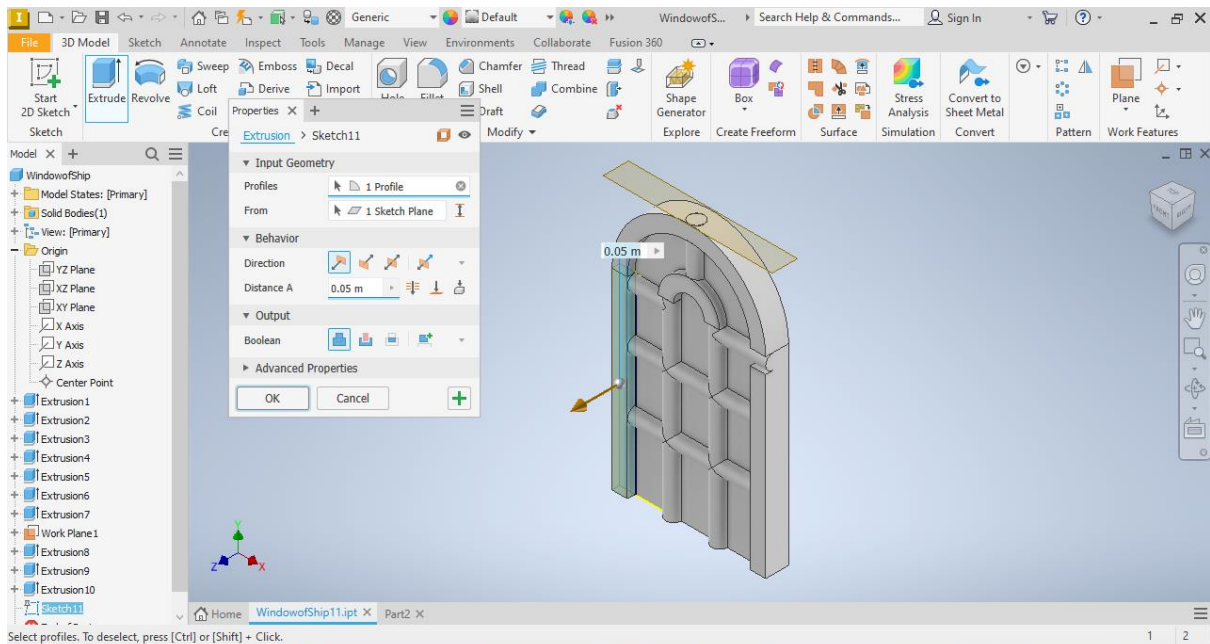 Generic
Default
WindowofS...
Search Help & Commands...
Sign In
File 3D Model Sketch Annotate Inspect Tools Manage View Environments Collaborate Fusion 360
Start 2D Sketch
Extrude
Revolve
Sweep
Loft
Coil
Emboss
Derive
Decal
Import
Chamfer
Shell
Draft
Thread
Combine
Shape Generator
Box
Stress Analysis
Convert to Sheet Metal
Plane
Sketch
Cre
Modify
Explore
Create Freeform
Surface
Simulation
Convert
Pattern
Work Features
Properties
Extrusion > Sketch11
Input Geometry
Profiles 1 Profile
From 1 Sketch Plane
Behavior
Direction
Distance A 0.05 m
Output
Boolean
Advanced Properties
OK Cancel
Model
WindowofShip
Model States: [Primary]
Solid Bodies(1)
View: [Primary]
Origin
YZ Plane
XZ Plane
XY Plane
X Axis
Y Axis
Z Axis
Center Point
Extrusion1
Extrusion2
Extrusion3
Extrusion4
Extrusion5
Extrusion6
Extrusion7
Work Plane1
Extrusion8
Extrusion9
Extrusion10
Sketch11
0.05 m
Y
Z
X
Home WindowofShip11.ipt Part2
Select profiles. To deselect, press [Ctrl] or [Shift] + Click.
1 2